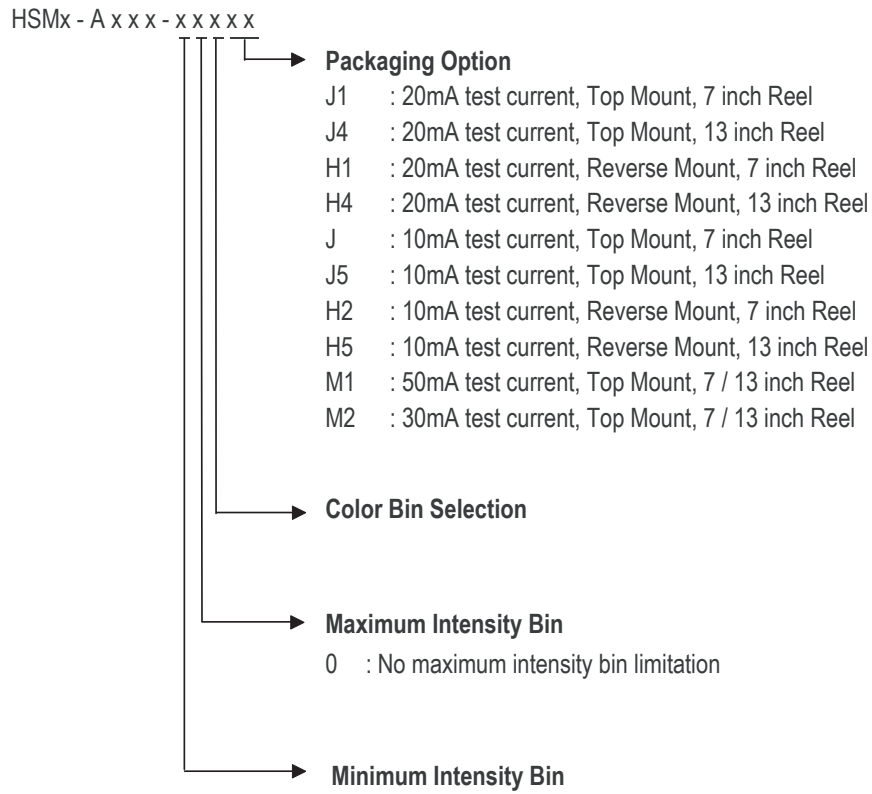 HSMx - A x x x - x x x x x
Packaging Option
J1 : 20mA test current, Top Mount, 7 inch Reel
J4 : 20mA test current, Top Mount, 13 inch Reel
H1 : 20mA test current, Reverse Mount, 7 inch Reel
H4 : 20mA test current, Reverse Mount, 13 inch Reel
J : 10mA test current, Top Mount, 7 inch Reel
J5 : 10mA test current, Top Mount, 13 inch Reel
H2 : 10mA test current, Reverse Mount, 7 inch Reel
H5 : 10mA test current, Reverse Mount, 13 inch Reel
M1 : 50mA test current, Top Mount, 7 / 13 inch Reel
M2 : 30mA test current, Top Mount, 7 / 13 inch Reel
Color Bin Selection
Maximum Intensity Bin
0 : No maximum intensity bin limitation
Minimum Intensity Bin